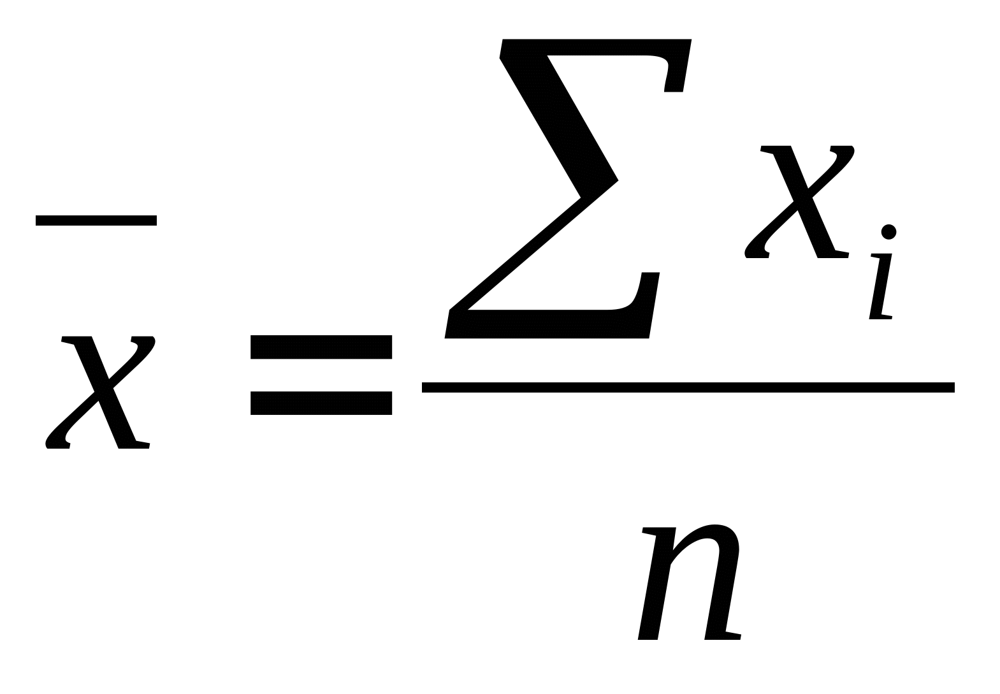 x̄ = Σxᵢ / n